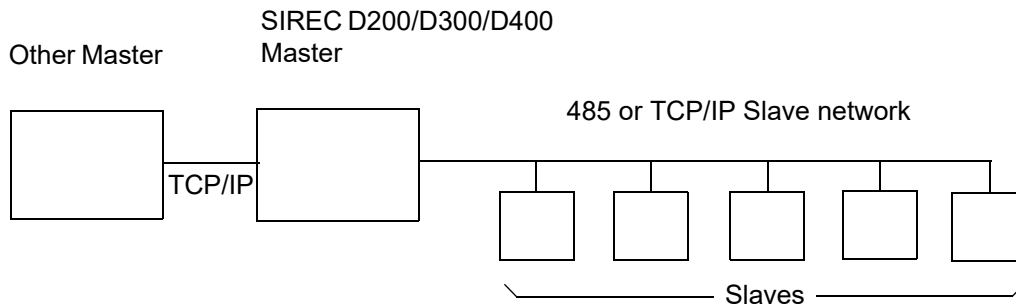 SIREC D200/D300/D400
Other Master
Master
485 or TCP/IP Slave network
TCP/IP
Slaves